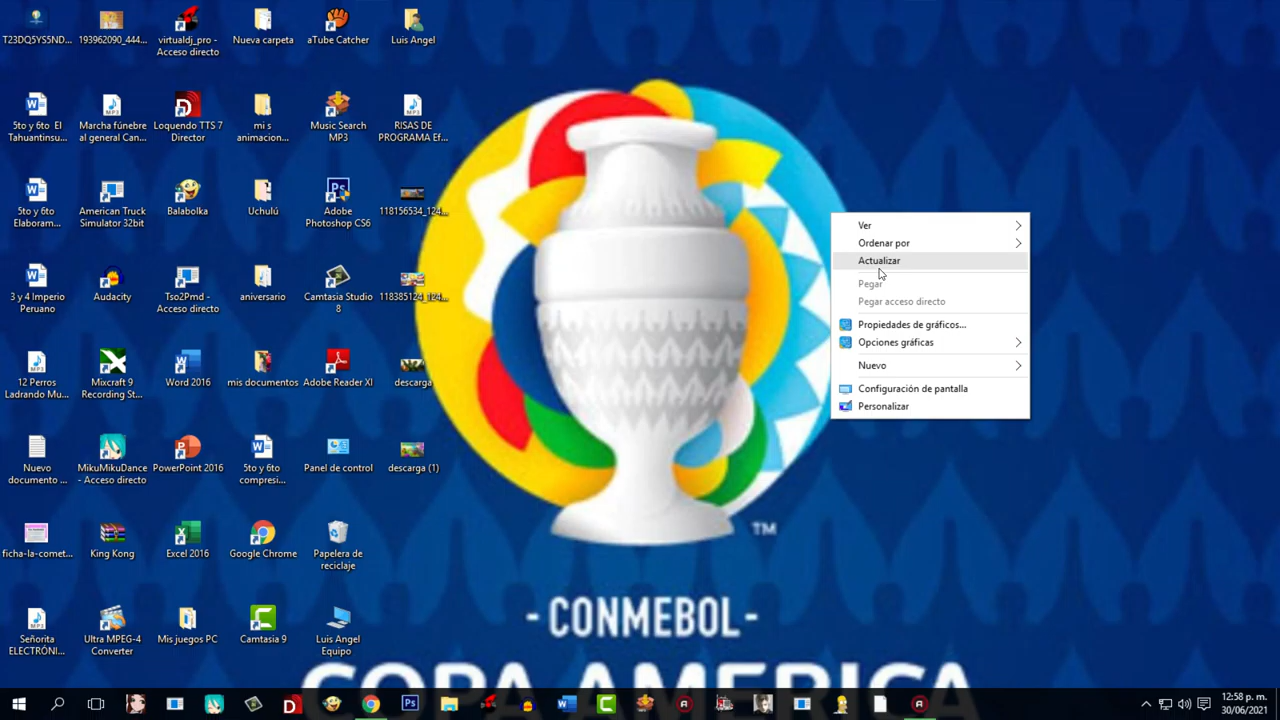 T23DQ5YS5ND...
193962090_444...
virtualdj_pro -
Acceso directo
Nueva carpeta
aTube Catcher
Luis Angel
5to y 6to El
Tahuantinsu...
Marcha fúnebre
al general Can...
Loquendo TTS 7
Director
mi s
animacion...
Music Search
MP3
RISAS DE
PROGRAMA Ef...
5to y 6to
Elaboram...
American Truck
Simulator 32bit
Balabolka
Uchulú
Adobe
Photoshop CS6
118156534_124...
3 y 4 Imperio
Peruano
Audacity
Tso2Pmd -
Acceso directo
aniversario
Camtasia Studio
8
118385124_124...
12 Perros
Ladrando Mu...
Mixcraft 9
Recording St...
Word 2016
mis documentos
Adobe Reader XI
descarga
Nuevo
documento ...
MikuMikuDance
- Acceso directo
PowerPoint 2016
5to y 6to
compresi...
Panel de control
descarga (1)
ficha-la-comet...
King Kong
Excel 2016
Google Chrome
Papelera de
reciclaje
Señorita
ELECTRÓNI...
Ultra MPEG-4
Converter
Mis juegos PC
Camtasia 9
Luis Angel
Equipo
Ver
Ordenar por
Actualizar
Pegar
Pegar acceso directo
Propiedades de gráficos...
Opciones gráficas
Nuevo
Configuración de pantalla
Personalizar
TM
-CONMEBOL-
COPA AMERICA
12:58 p. m.
30/06/2021